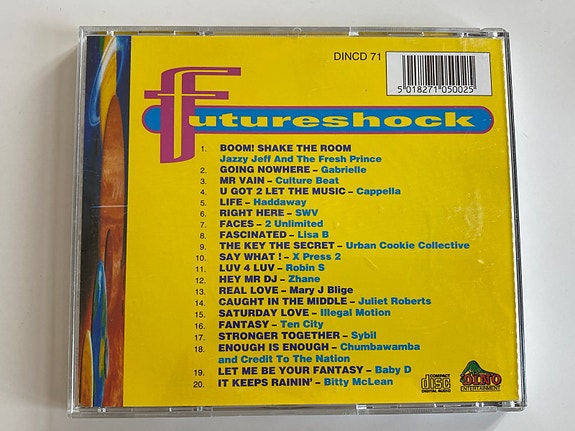 DINCD 71
5 018271 050025
Futureshock
1. BOOM! SHAKE THE ROOM
Jazzy Jeff And The Fresh Prince
2. GOING NOWHERE – Gabrielle
3. MR VAIN – Culture Beat
4. U GOT 2 LET THE MUSIC – Cappella
5. LIFE – Haddaway
6. RIGHT HERE – SWV
7. FACES – 2 Unlimited
8. FASCINATED – Lisa B
9. THE KEY THE SECRET – Urban Cookie Collective
10. SAY WHAT ! – X Press 2
11. LUV 4 LUV – Robin S
12. HEY MR DJ – Zhane
13. REAL LOVE – Mary J Blige
14. CAUGHT IN THE MIDDLE – Juliet Roberts
15. SATURDAY LOVE – Illegal Motion
16. FANTASY – Ten City
17. STRONGER TOGETHER – Sybil
18. ENOUGH IS ENOUGH – Chumbawamba
and Credit To The Nation
19. LET ME BE YOUR FANTASY – Baby D
20. IT KEEPS RAININ' – Bitty McLean
COMPACT
disc
DIGITAL AUDIO
DINO
ENTERTAINMENT